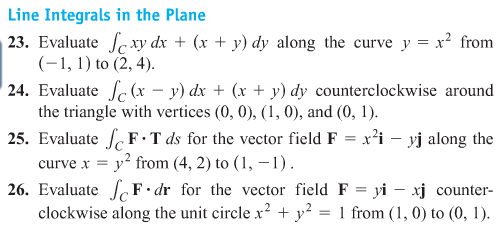 Line Integrals in the Plane
23. Evaluate ∫_C xy dx + (x + y) dy along the curve y = x² from
(−1, 1) to (2, 4).
24. Evaluate ∫_C (x − y) dx + (x + y) dy counterclockwise around
the triangle with vertices (0, 0), (1, 0), and (0, 1).
25. Evaluate ∫_C F · T ds for the vector field F = x²i − yj along the
curve x = y² from (4, 2) to (1, −1).
26. Evaluate ∫_C F · dr for the vector field F = yi − xj counter-
clockwise along the unit circle x² + y² = 1 from (1, 0) to (0, 1).